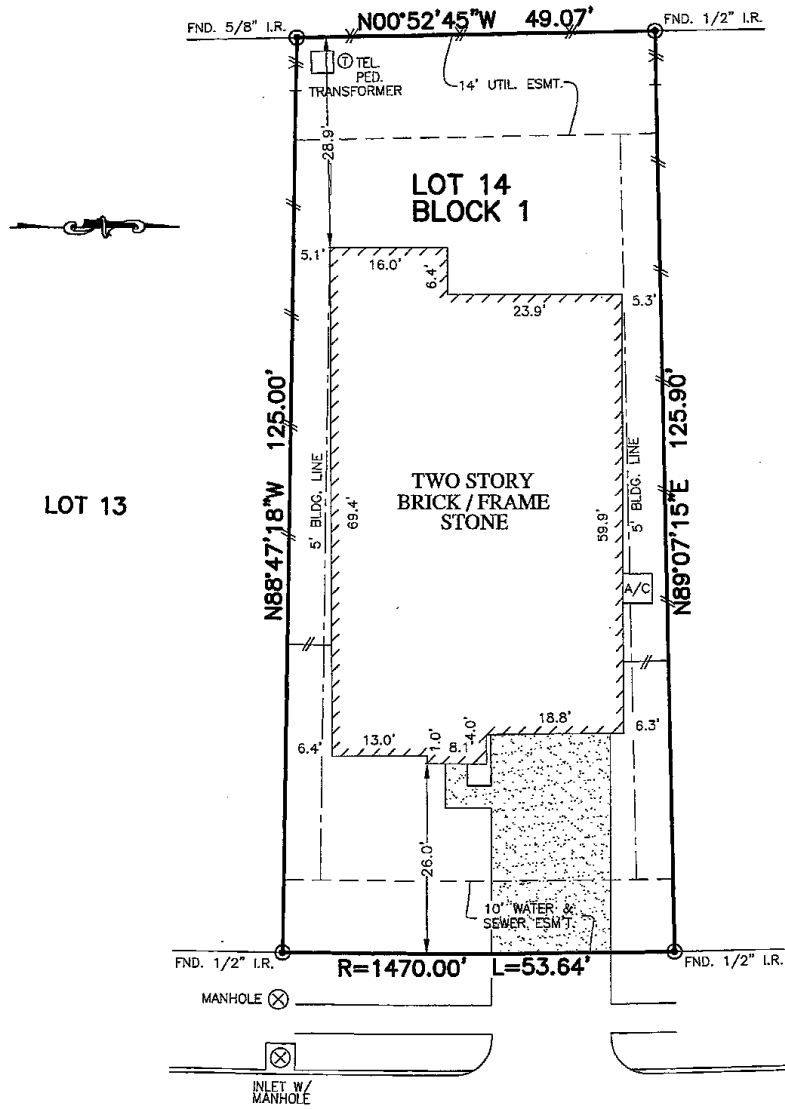 N00°52'45"W 49.07'
FND. 5/8" I.R.
FND. 1/2" I.R.
Ⓣ TEL.
PED.
TRANSFORMER
14' UTIL. ESMT.
28.9'
LOT 14
BLOCK 1
5.1'
16.0'
6.4'
23.9'
5.3'
N88°47'18"W 125.00'
5' BLDG. LINE
69.4'
LOT 13
TWO STORY
BRICK / FRAME
STONE
59.9'
5' BLDG. LINE
N89°07'15"E 125.90'
A/C
18.8'
6.3'
6.4'
13.0'
1.0'
8.1'
4.0'
26.0'
10' WATER &
SEWER ESM'T.
FND. 1/2" I.R.
R=1470.00' L=53.64'
FND. 1/2" I.R.
MANHOLE
INLET W/
MANHOLE